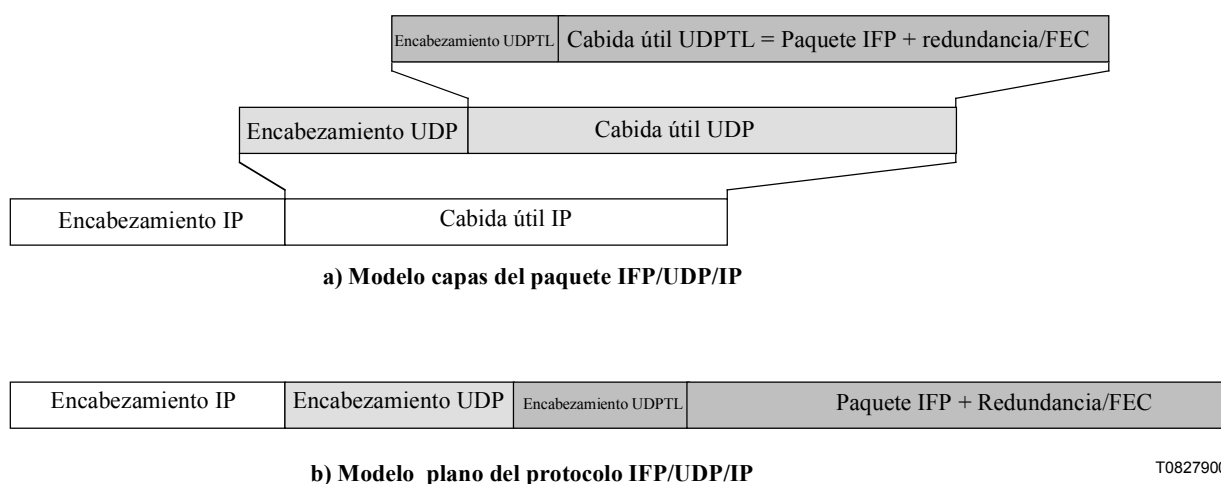 Encabezamiento UDPTL Cabida útil UDPTL = Paquete IFP + redundancia/FEC
Encabezamiento UDP Cabida útil UDP
Encabezamiento IP Cabida útil IP
a) Modelo capas del paquete IFP/UDP/IP
Encabezamiento IP Encabezamiento UDP Encabezamiento UDPTL Paquete IFP + Redundancia/FEC
b) Modelo plano del protocolo IFP/UDP/IP
T0827900